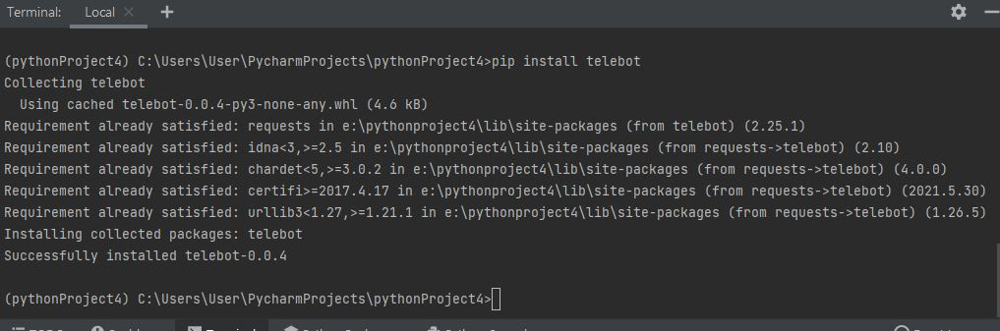 Terminal: Local
(pythonProject4) C:\Users\User\PycharmProjects\pythonProject4>pip install telebot
Collecting telebot
  Using cached telebot-0.0.4-py3-none-any.whl (4.6 kB)
Requirement already satisfied: requests in e:\pythonproject4\lib\site-packages (from telebot) (2.25.1)
Requirement already satisfied: idna<3,>=2.5 in e:\pythonproject4\lib\site-packages (from requests->telebot) (2.10)
Requirement already satisfied: chardet<5,>=3.0.2 in e:\pythonproject4\lib\site-packages (from requests->telebot) (4.0.0)
Requirement already satisfied: certifi>=2017.4.17 in e:\pythonproject4\lib\site-packages (from requests->telebot) (2021.5.30)
Requirement already satisfied: urllib3<1.27,>=1.21.1 in e:\pythonproject4\lib\site-packages (from requests->telebot) (1.26.5)
Installing collected packages: telebot
Successfully installed telebot-0.0.4
(pythonProject4) C:\Users\User\PycharmProjects\pythonProject4>